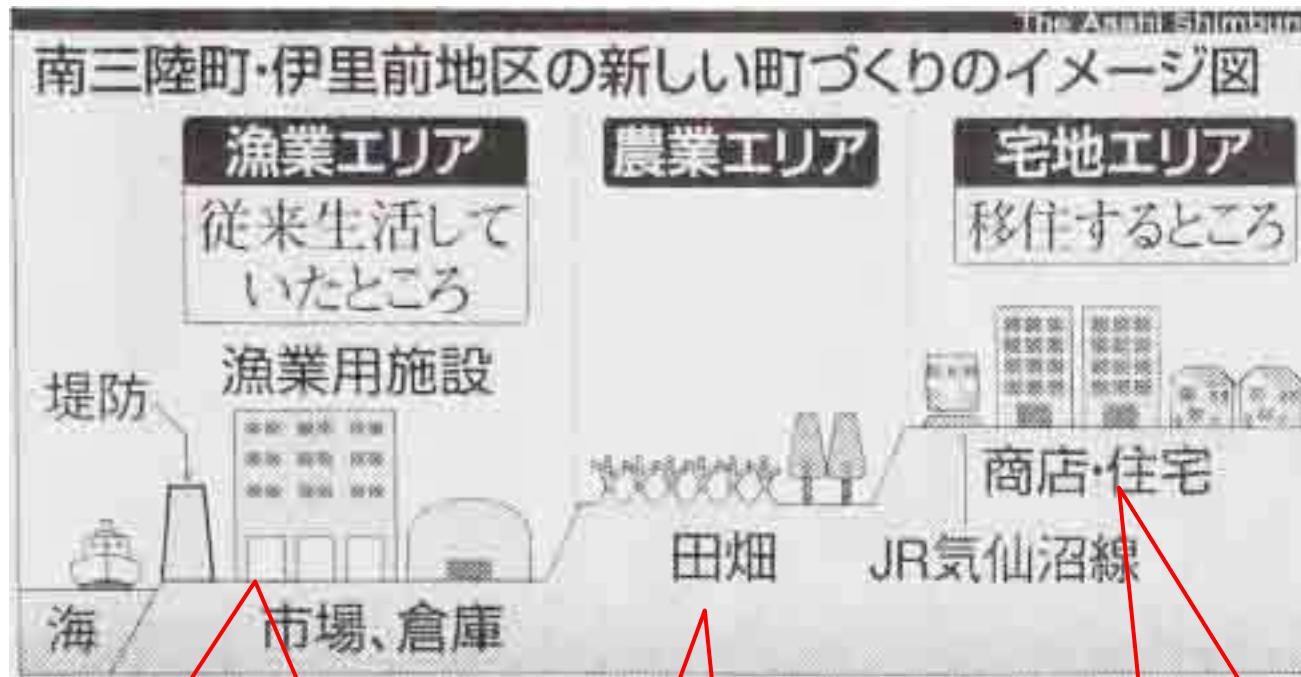 The Asahi Shimbun
南三陸町・伊里前地区の新しい町づくりのイメージ図
漁業エリア
従来生活して
いたところ
農業エリア
宅地エリア
移住するところ
堤防
漁業用施設
商店・住宅
田畑
JR気仙沼線
海
市場、倉庫